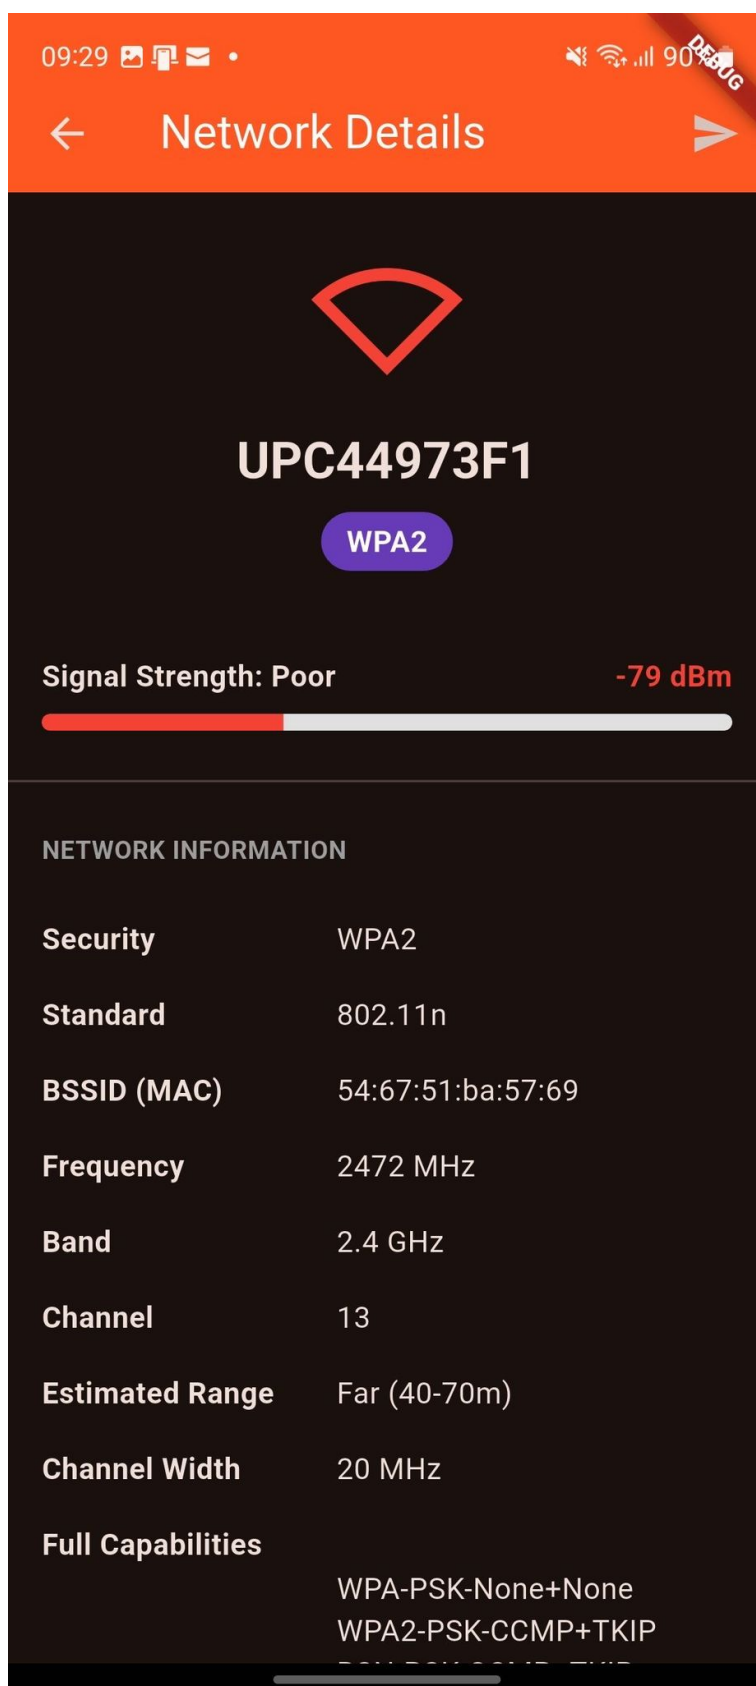 09:29
90%
DEBUG
Network Details
UPC44973F1
WPA2
Signal Strength: Poor -79 dBm
NETWORK INFORMATION
Security WPA2
Standard 802.11n
BSSID (MAC) 54:67:51:ba:57:69
Frequency 2472 MHz
Band 2.4 GHz
Channel 13
Estimated Range Far (40-70m)
Channel Width 20 MHz
Full Capabilities
WPA-PSK-None+None
WPA2-PSK-CCMP+TKIP